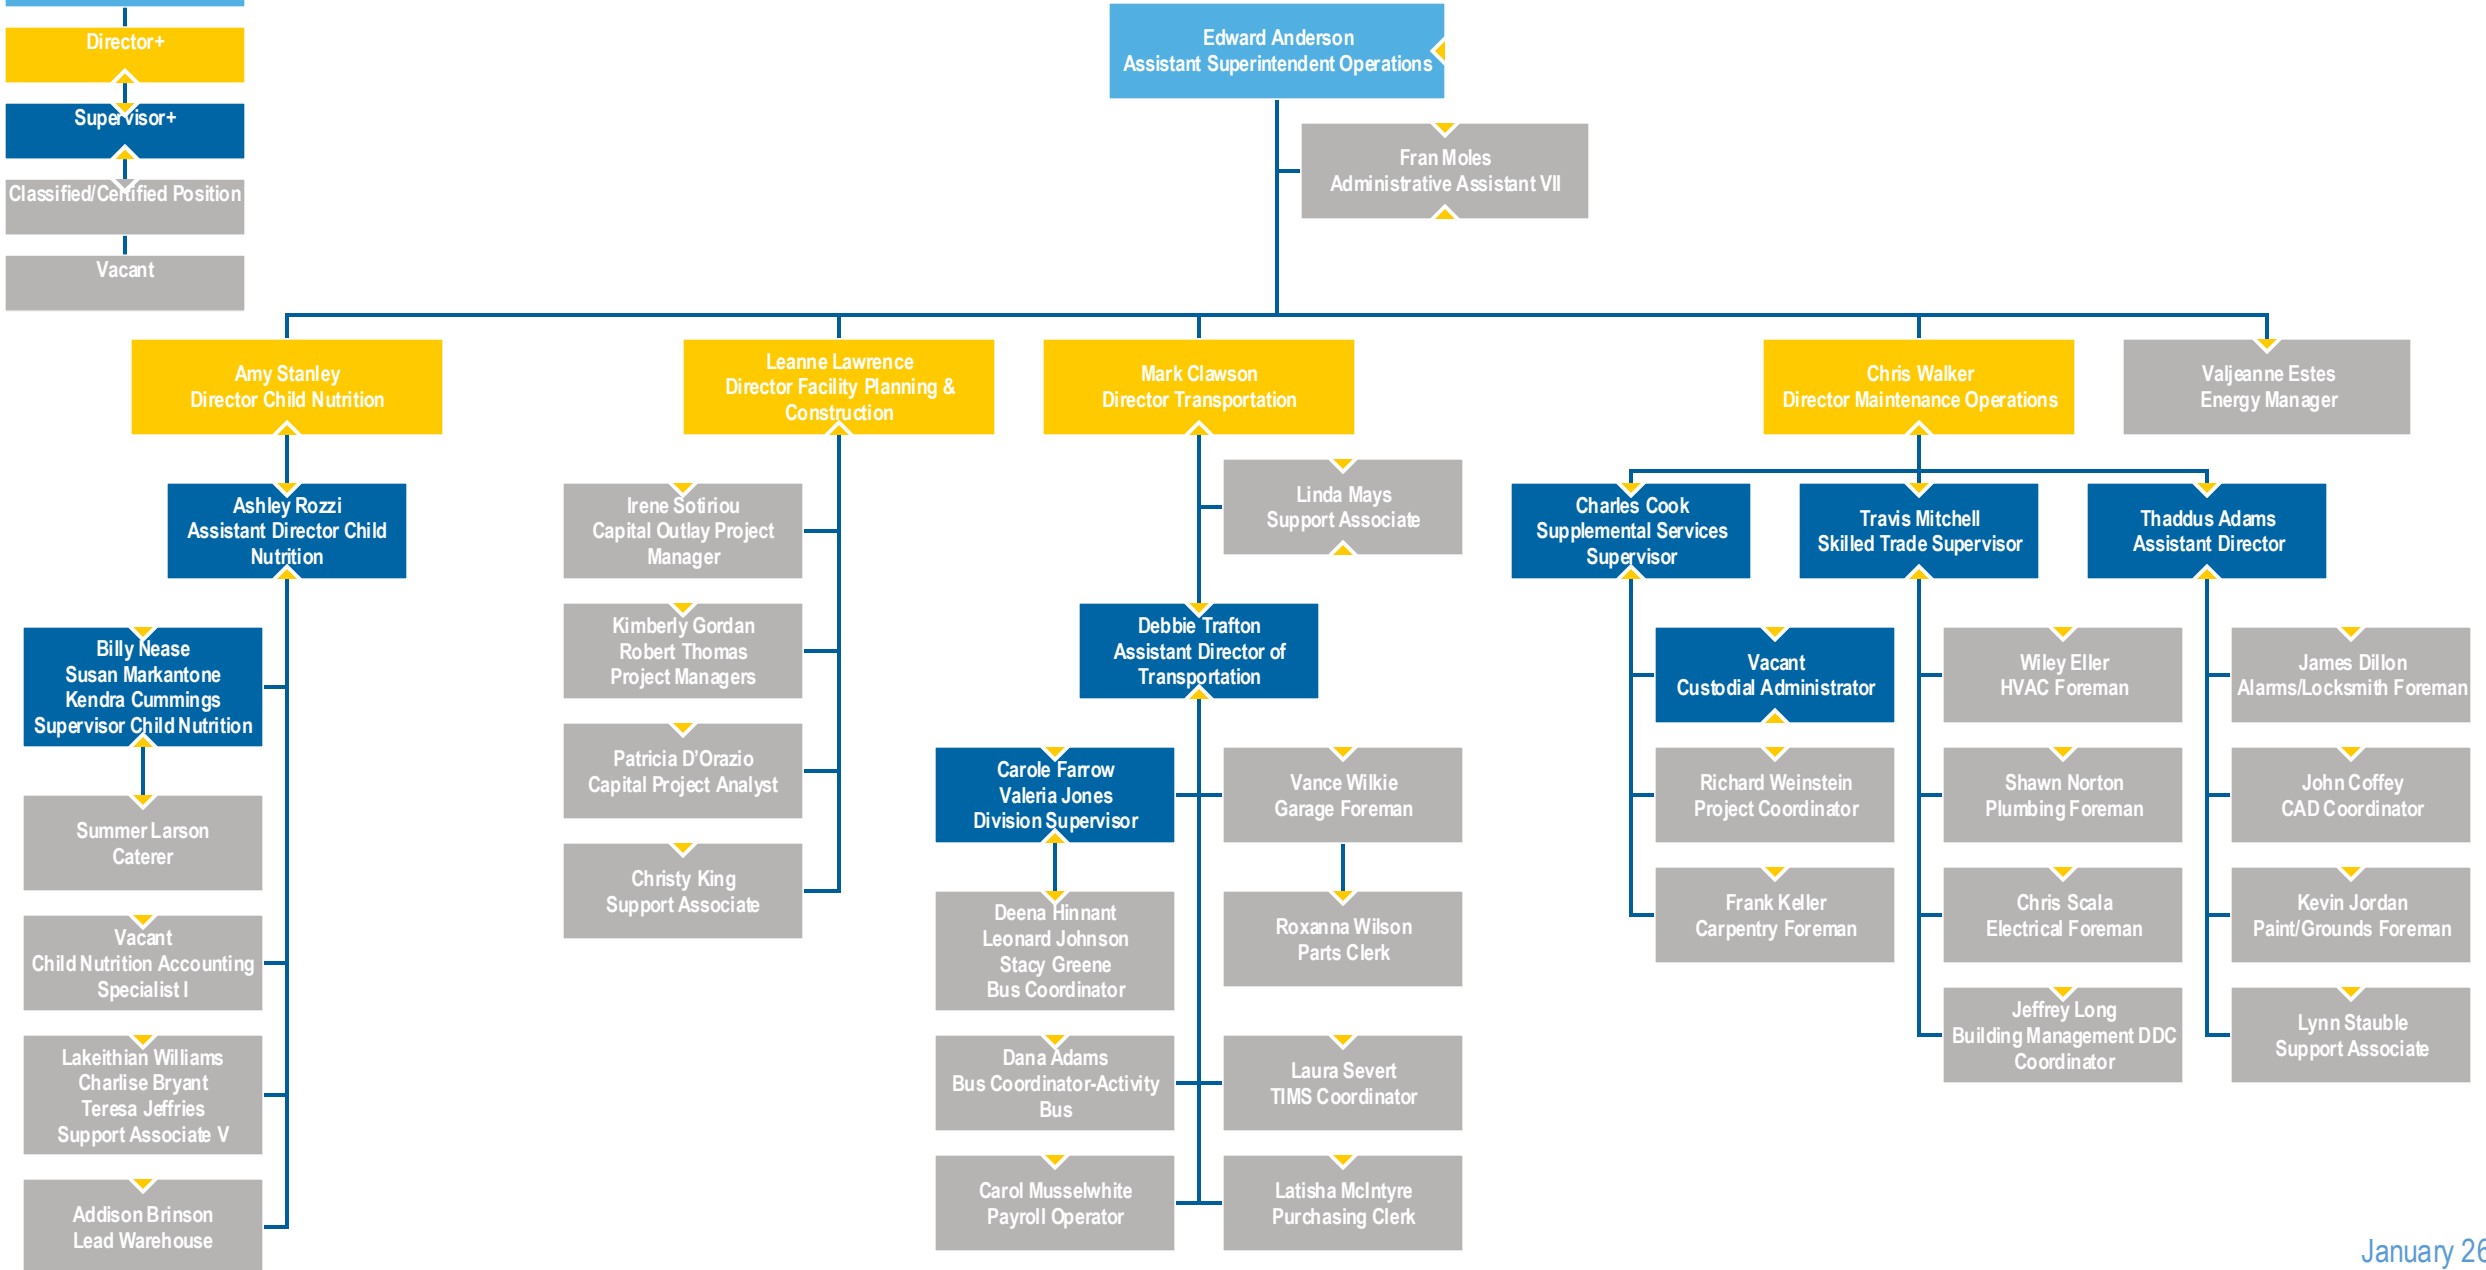 Director+
Supervisor+
Classified/Certified Position
Vacant
Edward Anderson
Assistant Superintendent Operations
Fran Moles
Administrative Assistant VII
Amy Stanley
Director Child Nutrition
Leanne Lawrence
Director Facility Planning &
Construction
Mark Clawson
Director Transportation
Chris Walker
Director Maintenance Operations
Valjeanne Estes
Energy Manager
Ashley Rozzi
Assistant Director Child
Nutrition
Billy Nease
Susan Markantone
Kendra Cummings
Supervisor Child Nutrition
Summer Larson
Caterer
Vacant
Child Nutrition Accounting
Specialist I
Lakeithian Williams
Charlise Bryant
Teresa Jeffries
Support Associate V
Addison Brinson
Lead Warehouse
Irene Sotiriou
Capital Outlay Project
Manager
Kimberly Gordan
Robert Thomas
Project Managers
Patricia D’Orazio
Capital Project Analyst
Christy King
Support Associate
Linda Mays
Support Associate
Debbie Trafton
Assistant Director of
Transportation
Carole Farrow
Valeria Jones
Division Supervisor
Vance Wilkie
Garage Foreman
Deena Hinnant
Leonard Johnson
Stacy Greene
Bus Coordinator
Roxanna Wilson
Parts Clerk
Dana Adams
Bus Coordinator-Activity
Bus
Laura Severt
TIMS Coordinator
Carol Musselwhite
Payroll Operator
Latisha McIntyre
Purchasing Clerk
Charles Cook
Supplemental Services
Supervisor
Vacant
Custodial Administrator
Richard Weinstein
Project Coordinator
Frank Keller
Carpentry Foreman
Travis Mitchell
Skilled Trade Supervisor
Wiley Eller
HVAC Foreman
Shawn Norton
Plumbing Foreman
Chris Scala
Electrical Foreman
Jeffrey Long
Building Management DDC
Coordinator
Thaddus Adams
Assistant Director
James Dillon
Alarms/Locksmith Foreman
John Coffey
CAD Coordinator
Kevin Jordan
Paint/Grounds Foreman
Lynn Stauble
Support Associate
January 26